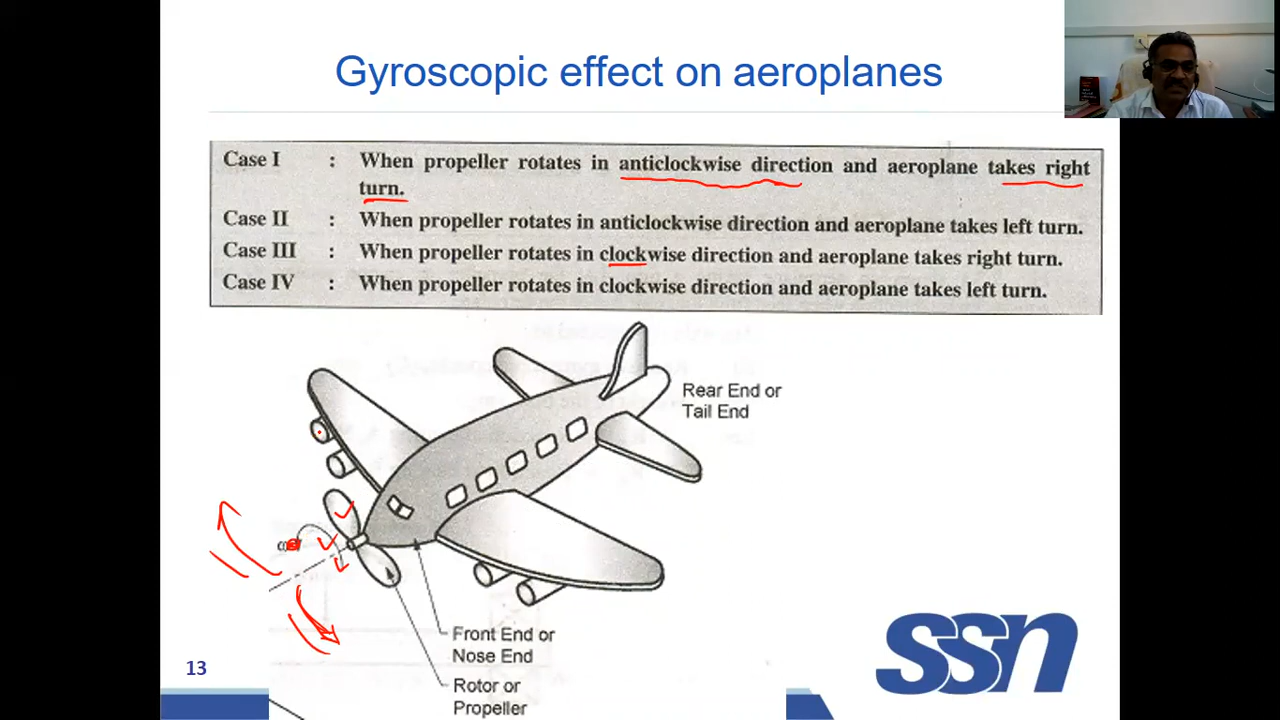 Gyroscopic effect on aeroplanes
Case I : When propeller rotates in anticlockwise direction and aeroplane takes right
turn.
Case II : When propeller rotates in anticlockwise direction and aeroplane takes left turn.
Case III : When propeller rotates in clockwise direction and aeroplane takes right turn.
Case IV : When propeller rotates in clockwise direction and aeroplane takes left turn.
Rear End or
Tail End
Front End or
Nose End
Rotor or
Propeller
13
ssn